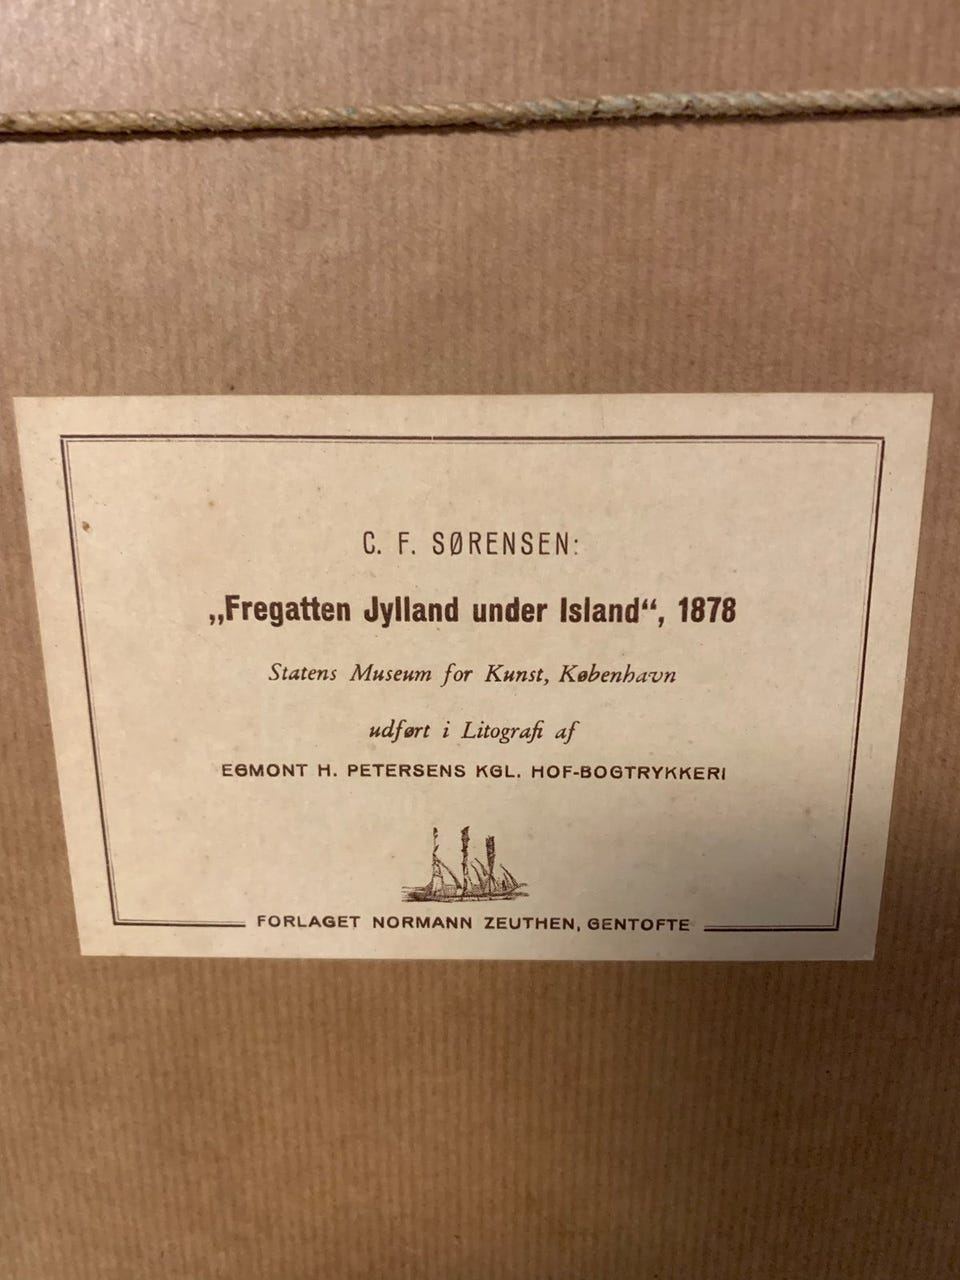 C. F. SØRENSEN:
„Fregatten Jylland under Island“, 1878
Statens Museum for Kunst, København
udført i Litografi af
EGMONT H. PETERSENS KGL. HOF-BOGTRYKKERI
FORLAGET NORMANN ZEUTHEN, GENTOFTE